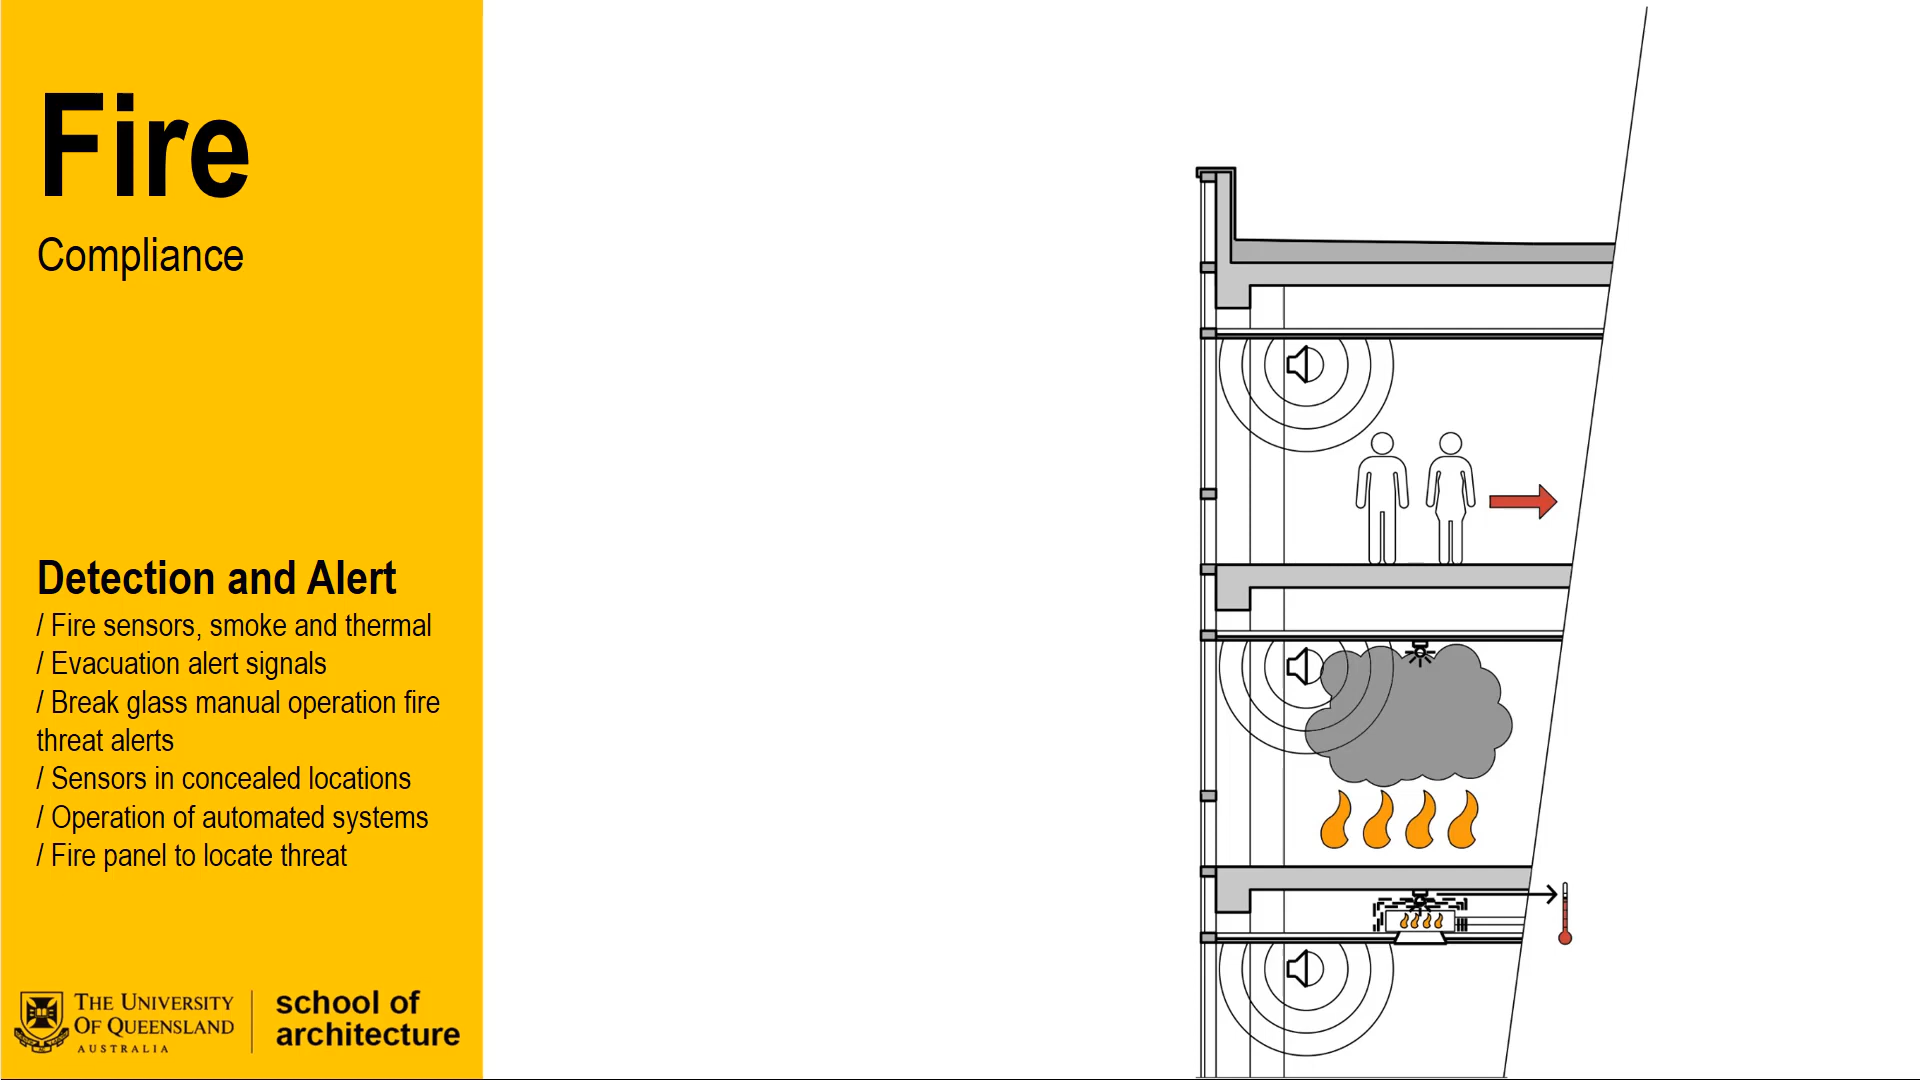 Fire
Compliance
Detection and Alert
/ Fire sensors, smoke and thermal
/ Evacuation alert signals
/ Break glass manual operation fire
threat alerts
/ Sensors in concealed locations
/ Operation of automated systems
/ Fire panel to locate threat
THE UNIVERSITY
OF QUEENSLAND
AUSTRALIA
school of
architecture